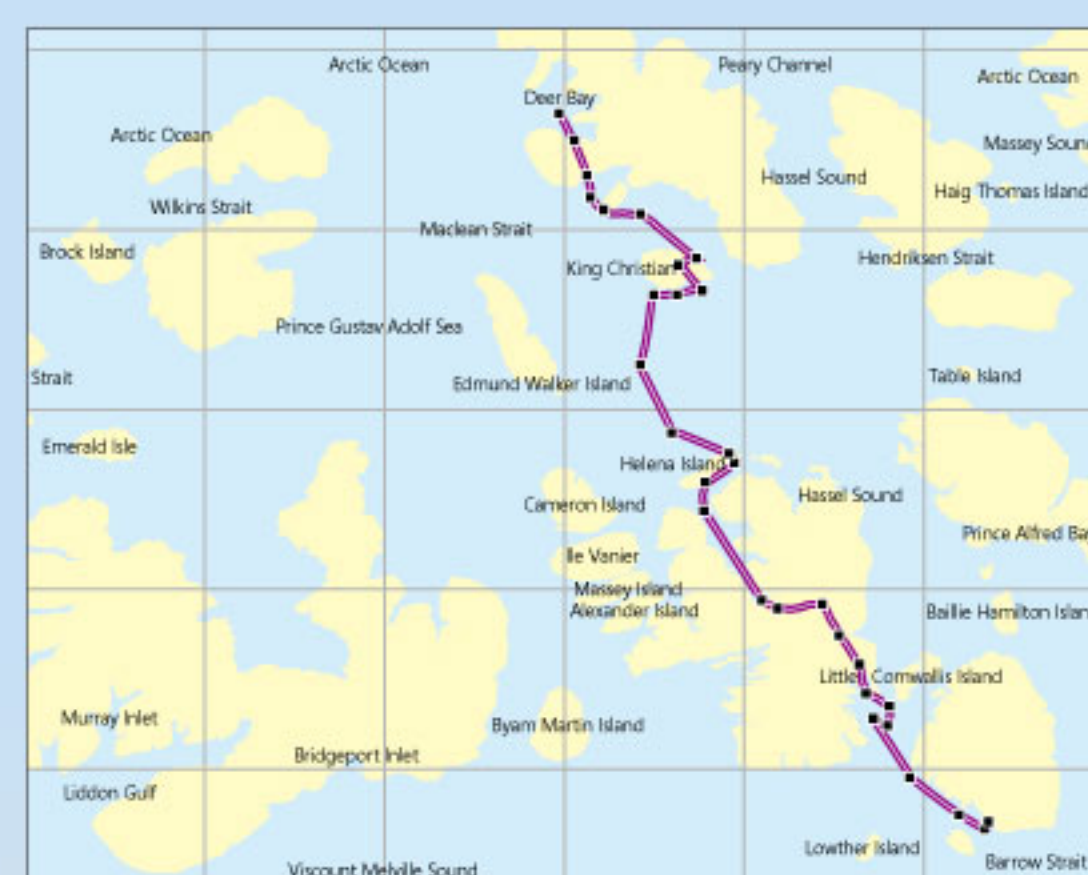 Arctic Ocean
Peary Channel
Arctic Ocean
Deer Bay
Arctic Ocean
Massey Soun
Hassel Sound
Haig Thomas Island
Wilkins Strait
Maclean Strait
Brock Island
Hendriksen Strait
King Christian
Prince Gustav Adolf Sea
Strait
Edmund Walker Island
Table Island
Emerald Isle
Helena Island
Hassel Sound
Cameron Island
Prince Alfred Ba
Ile Vanier
Massey Island
Alexander Island
Baillie Hamilton Islan
Little Cornwallis Island
Murray Inlet
Byam Martin Island
Bridgeport Inlet
Liddon Gulf
Lowther Island
Barrow Strait
Viscount Melville Sound